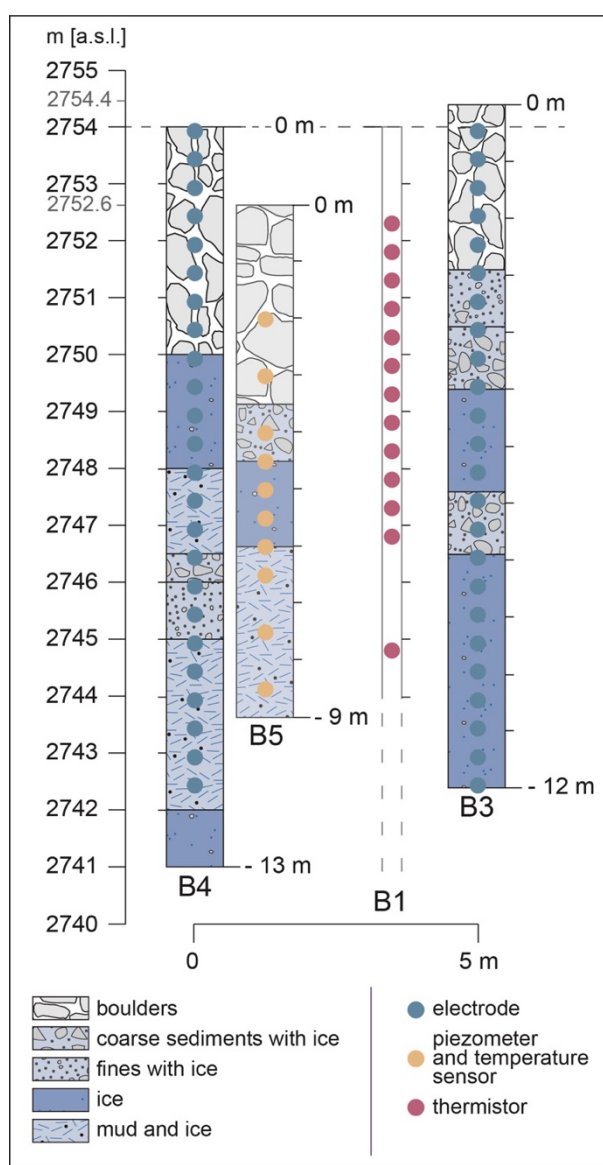 m [a.s.l.]
2755
2754.4
0 m
2754
0 m
2753
2752.6
0 m
2752
2751
2750
2749
2748
2747
2746
2745
2744
- 9 m
B5
2743
- 12 m
B3
2742
2741
- 13 m
B4
B1
2740
0
5 m
boulders
coarse sediments with ice
fines with ice
ice
mud and ice
electrode
piezometer
and temperature
sensor
thermistor